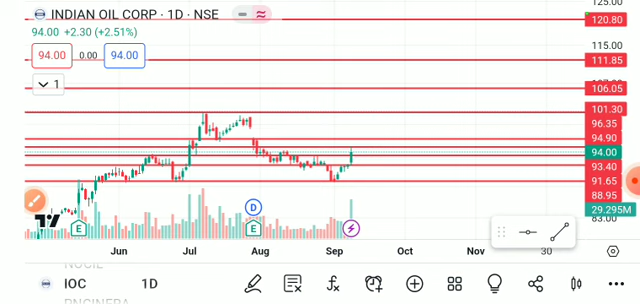 125.00
INDIAN OIL CORP · 1D · NSE
120.80
94.00 +2.30 (+2.51%)
115.00
94.00 0.00 94.00
111.85
1
106.05
101.30
96.35
94.90
94.00
93.40
91.65
88.95
D
29.295M
E E
83.00
Jun Jul Aug Sep Oct Nov 30
NOCIL
IOC 1D